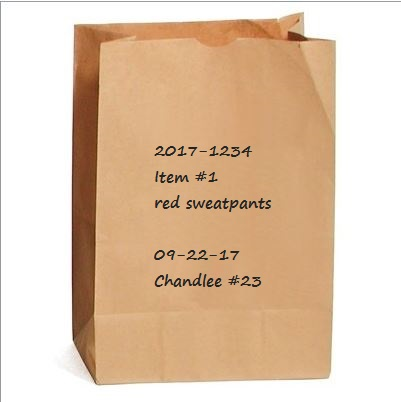 2017-1234
Item #1
red sweatpants
09-22-17
Chandlee #23